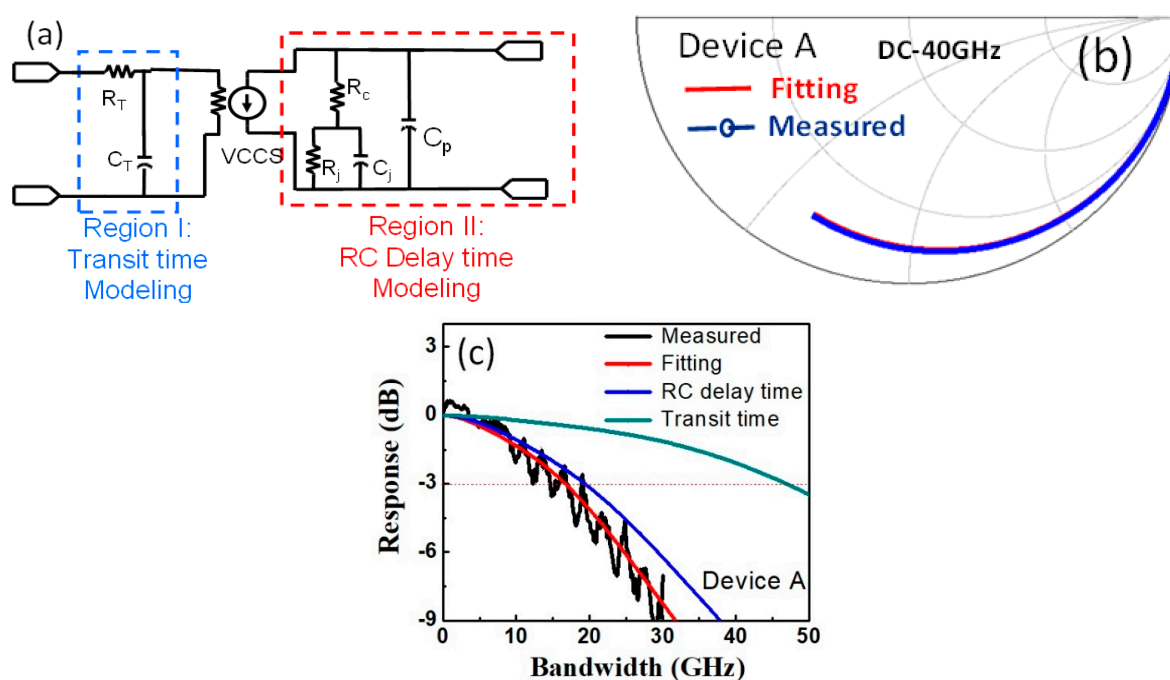 (a)
R_T
C_T
VCCS
R_c
R_j
C_j
C_p
Region I:
Transit time
Modeling
Region II:
RC Delay time
Modeling
Device A
DC-40GHz
(b)
Fitting
Measured
(c)
Measured
Fitting
RC delay time
Transit time
Device A
Response (dB)
3
0
-3
-6
-9
0
10
20
30
40
50
Bandwidth (GHz)